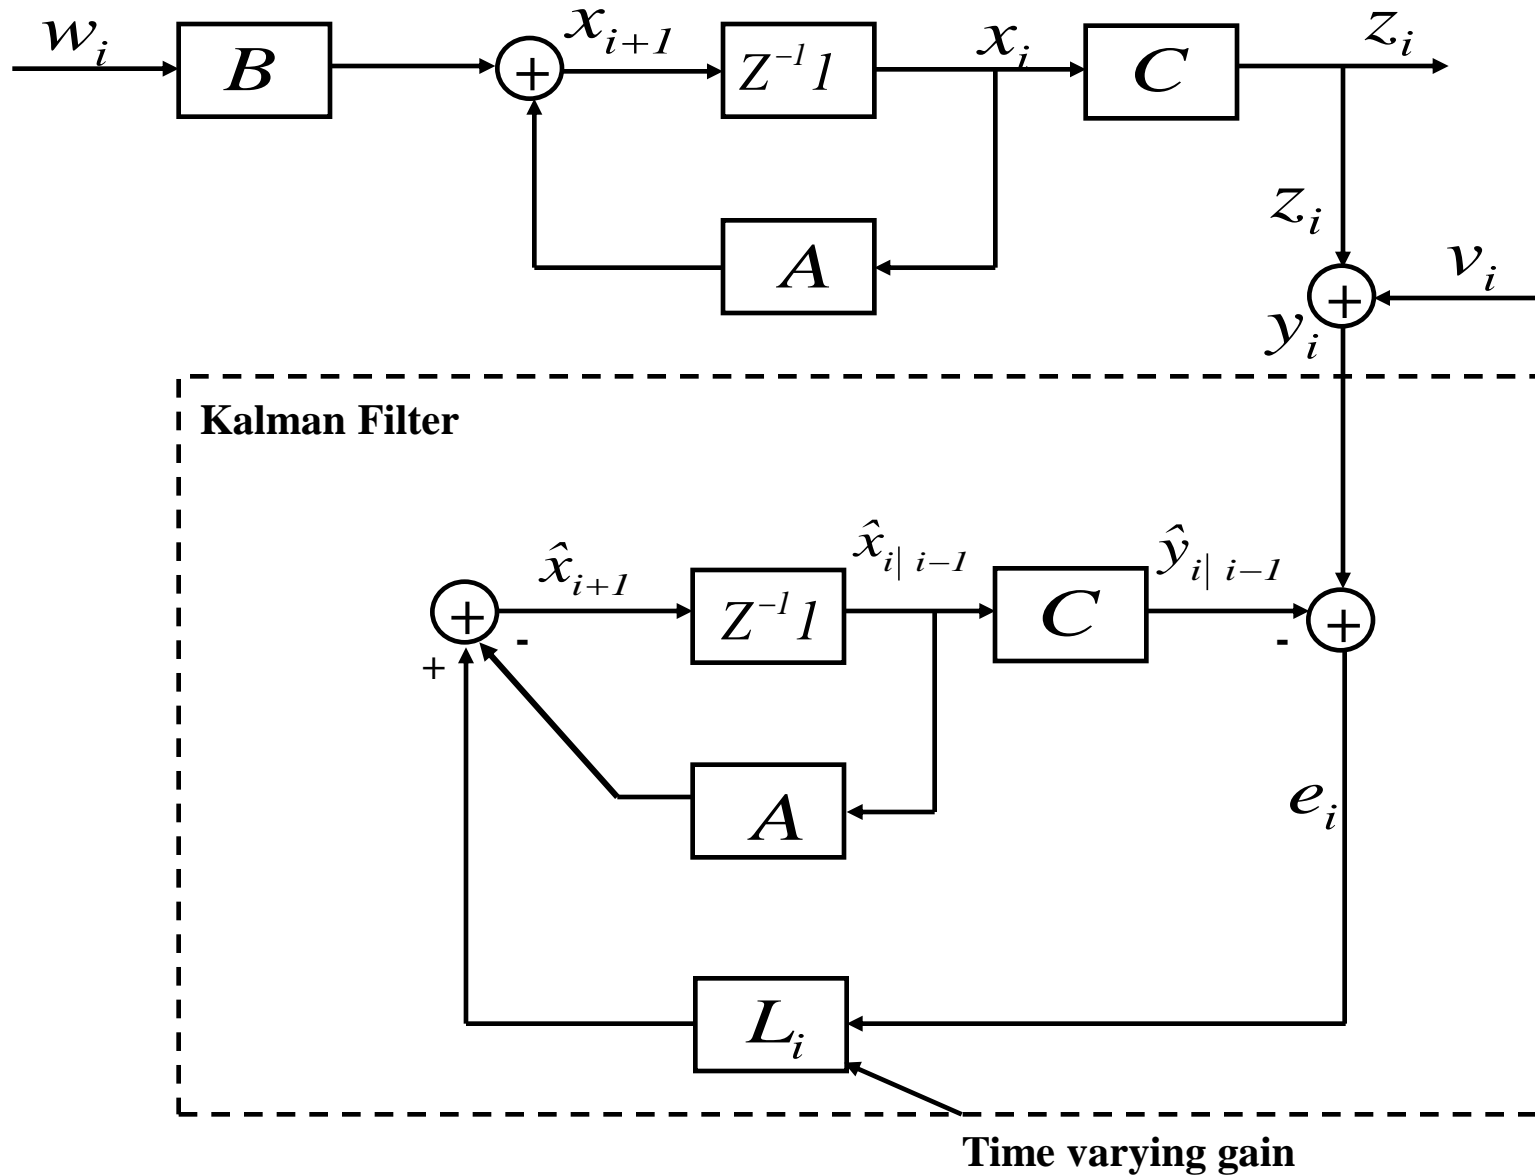 w_i
B
+
x_{i+1}
Z^{-1} I
x_i
C
z_i
A
z_i
+
v_i
y_i
Kalman Filter
+
-
+
x̂_{i+1}
Z^{-1} I
x̂_{i| i-1}
C
ŷ_{i| i-1}
-
+
A
e_i
L_i
Time varying gain